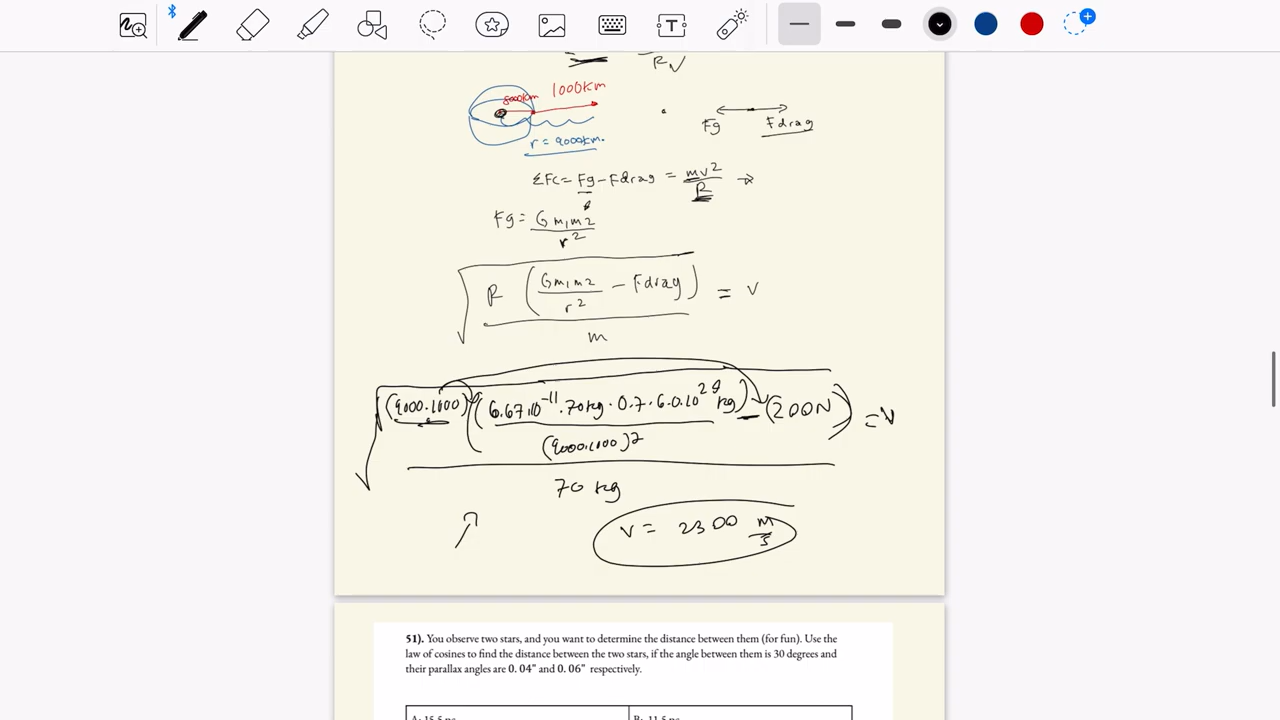 R V
8000km 1000km
r = 9000km.
Fg Fdrag
ΣFC = Fg - Fdrag = mv²/R →
Fg = Gm₁m₂/r²
√(R (Gm₁m₂/r² - Fdrag)/m) = v
√((9000.1000)((6.67.10⁻¹¹.70kg.0.7.6.0.10²⁴kg)/(9000.1000)² - (200N))/70kg) = v
v = 2300 m/s
51). You observe two stars, and you want to determine the distance between them (for fun). Use the
law of cosines to find the distance between the two stars, if the angle between them is 30 degrees and
their parallax angles are 0.04" and 0.06" respectively.